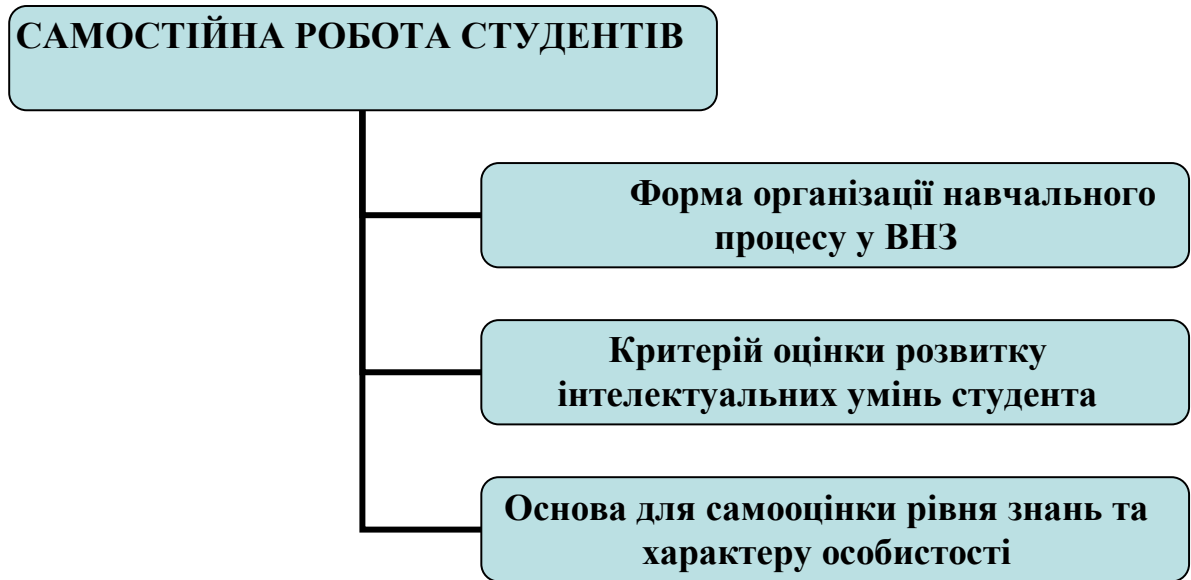 САМОСТІЙНА РОБОТА СТУДЕНТІВ
Форма організації навчального
процесу у ВНЗ
Критерій оцінки розвитку
інтелектуальних умінь студента
Основа для самооцінки рівня знань та
характеру особистості